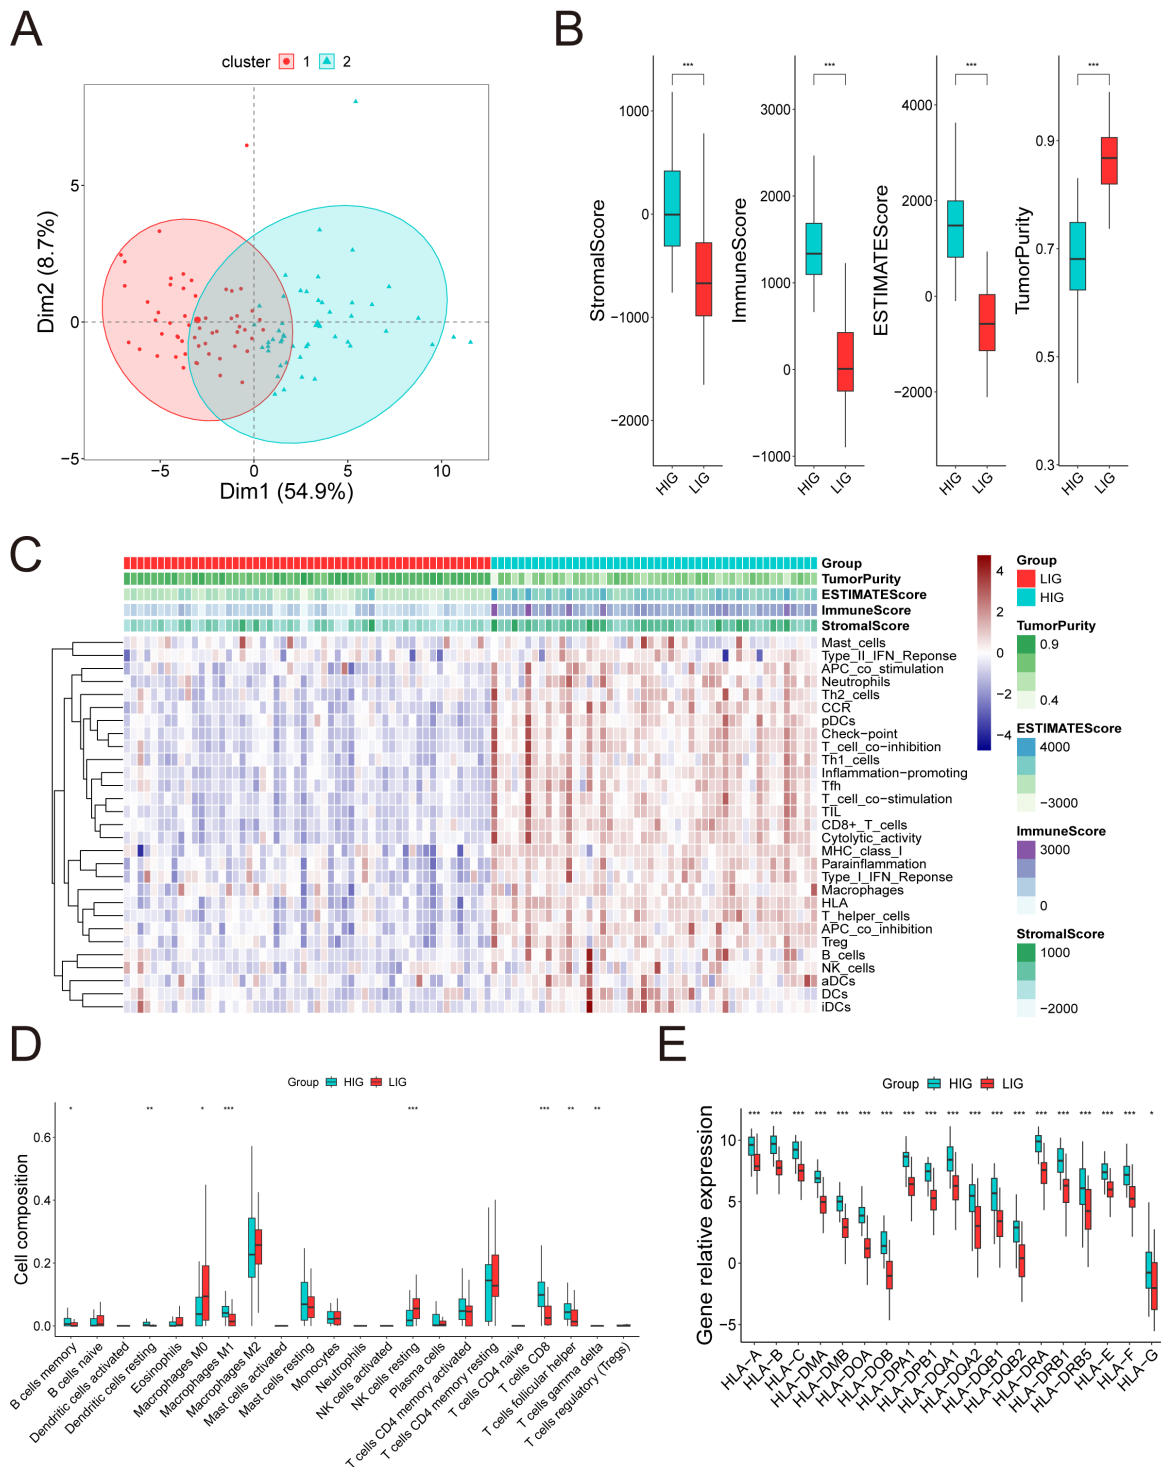 A
cluster 1 2
Dim2 (8.7%)
5
0
−5
−5 0 5 10
Dim1 (54.9%)
B
StromalScore
1000
0
−1000
−2000
***
HIG LIG
ImmuneScore
3000
2000
1000
0
−1000
***
HIG LIG
ESTIMATEScore
4000
2000
0
−2000
***
HIG LIG
TumorPurity
0.9
0.7
0.5
0.3
***
HIG LIG
C
Group
TumorPurity
ESTIMATEScore
ImmuneScore
StromalScore
Mast_cells
Type_II_IFN_Reponse
APC_co_stimulation
Neutrophils
Th2_cells
CCR
pDCs
Check−point
T_cell_co−inhibition
Th1_cells
Inflammation−promoting
Tfh
T_cell_co−stimulation
TIL
CD8+_T_cells
Cytolytic_activity
MHC_class_I
Parainflammation
Type_I_IFN_Reponse
Macrophages
HLA
T_helper_cells
APC_co_inhibition
Treg
B_cells
NK_cells
aDCs
DCs
iDCs
4
2
0
−2
−4
Group
LIG
HIG
TumorPurity
0.9
0.4
ESTIMATEScore
4000
−3000
ImmuneScore
3000
0
StromalScore
1000
−2000
D
Group HIG LIG
Cell composition
0.6
0.4
0.2
0.0
* ** * *** *** *** ** **
B cells memory
B cells naive
Dendritic cells activated
Dendritic cells resting
Eosinophils
Macrophages M0
Macrophages M1
Macrophages M2
Mast cells activated
Mast cells resting
Monocytes
Neutrophils
NK cells activated
NK cells resting
Plasma cells
T cells CD4 memory activated
T cells CD4 memory resting
T cells CD4 naive
T cells CD8
T cells follicular helper
T cells gamma delta
T cells regulatory (Tregs)
E
Group HIG LIG
Gene relative expression
10
5
0
−5
*** *** *** *** *** *** *** *** *** *** *** *** *** *** *** *** *** *** *
HLA−A
HLA−B
HLA−C
HLA−DMA
HLA−DMB
HLA−DOA
HLA−DOB
HLA−DPA1
HLA−DPB1
HLA−DQA1
HLA−DQA2
HLA−DQB1
HLA−DQB2
HLA−DRA
HLA−DRB1
HLA−DRB5
HLA−E
HLA−F
HLA−G